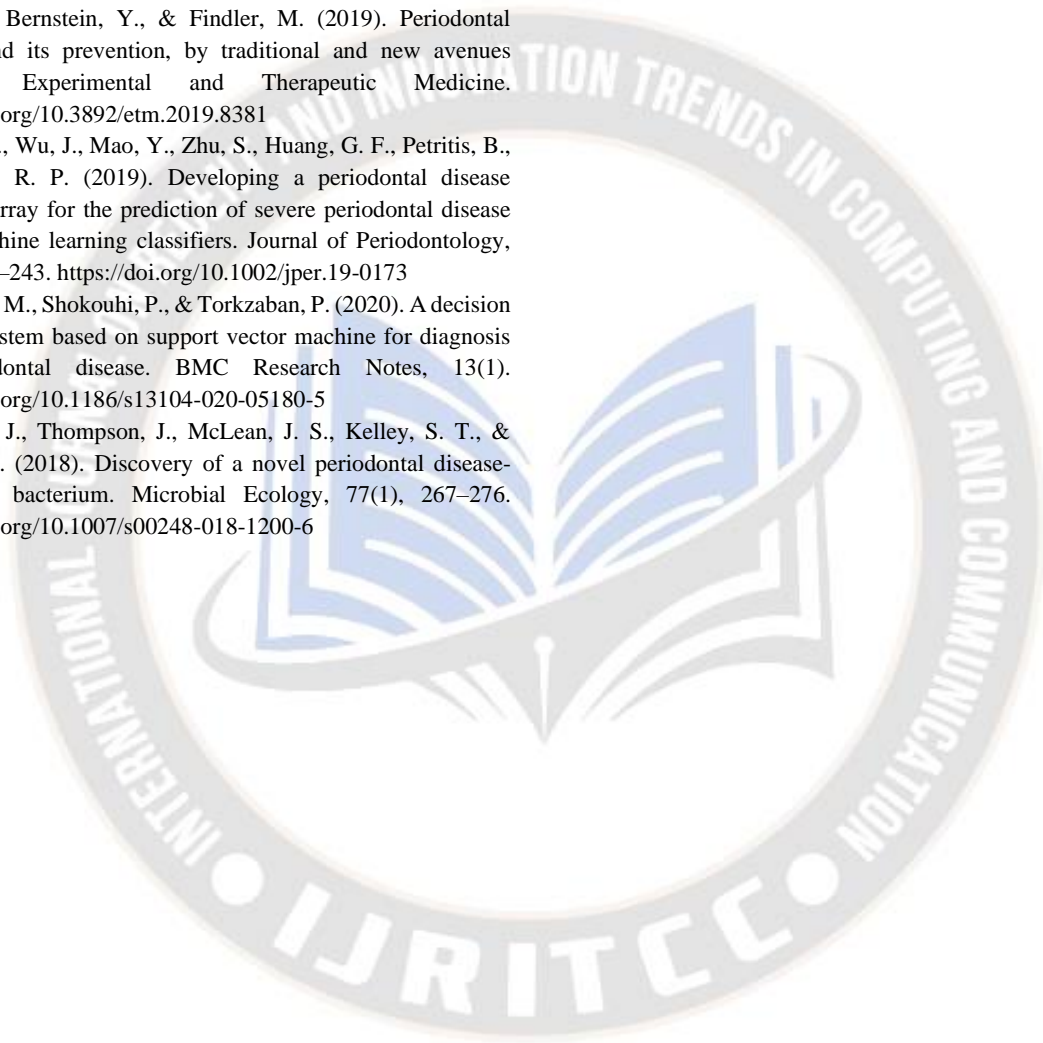 Bernstein, Y., & Findler, M. (2019). Periodontal
its prevention, by traditional and new avenues
Experimental and Therapeutic Medicine.
org/10.3892/etm.2019.8381
Wu, J., Mao, Y., Zhu, S., Huang, G. F., Petritis, B.,
R. P. (2019). Developing a periodontal disease
for the prediction of severe periodontal disease
learning classifiers. Journal of Periodontology,
–243. https://doi.org/10.1002/jper.19-0173
M., Shokouhi, P., & Torkzaban, P. (2020). A decision
based on support vector machine for diagnosis
disease. BMC Research Notes, 13(1).
org/10.1186/s13104-020-05180-5
J., Thompson, J., McLean, J. S., Kelley, S. T., &
(2018). Discovery of a novel periodontal disease-
bacterium. Microbial Ecology, 77(1), 267–276.
org/10.1007/s00248-018-1200-6
INTERNATIONAL JOURNAL ON RECENT AND INNOVATION TRENDS IN COMPUTING AND COMMUNICATION
IJRITCC